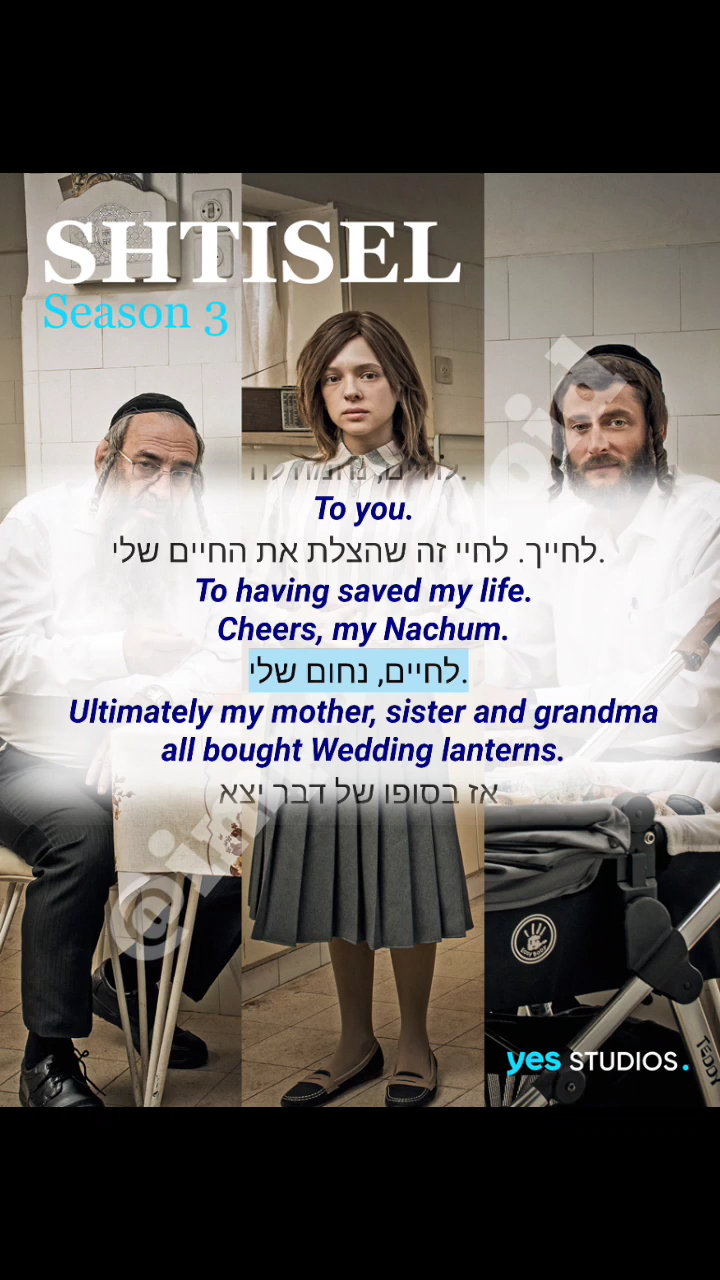 SHTISEL
Season 3
To you.
לחייך. לחיי זה שהצלת את החיים שלי.
To having saved my life.
Cheers, my Nachum.
לחיים, נחום שלי.
Ultimately my mother, sister and grandma
all bought Wedding lanterns.
אז בסופו של דבר יצא
yes STUDIOS.
TEDDY